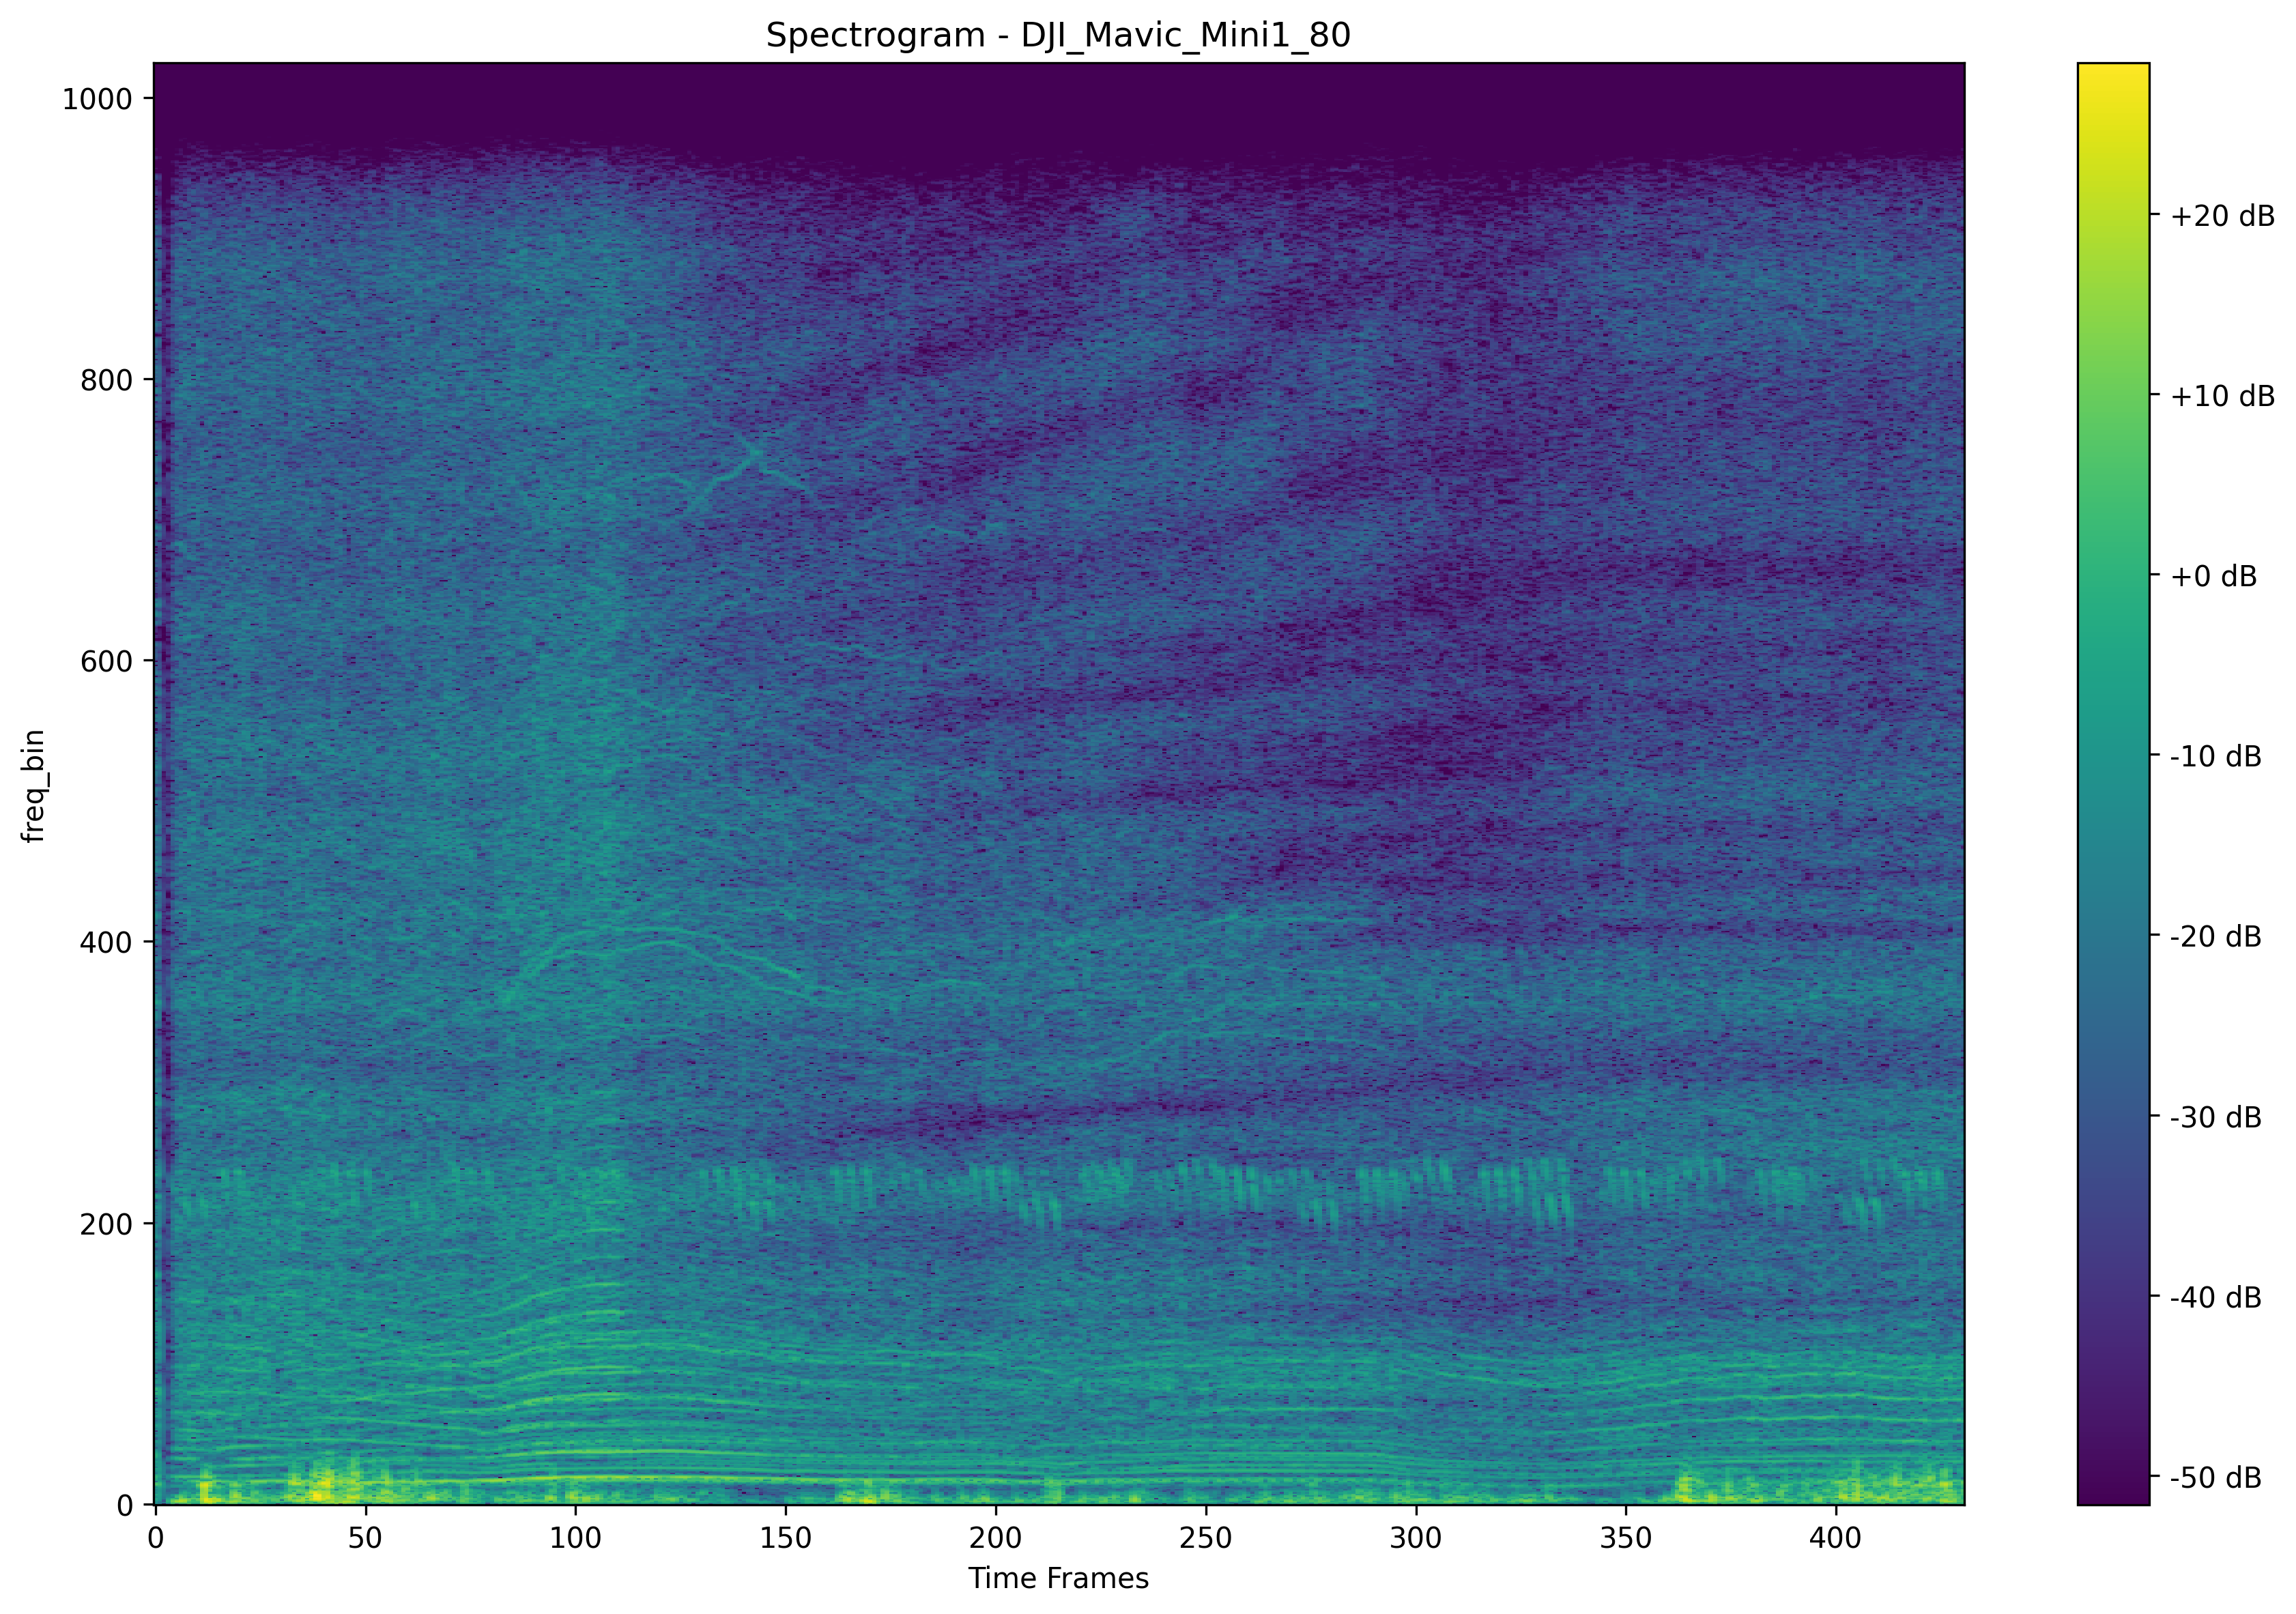 Spectrogram - DJI_Mavic_Mini1_80
freq_bin
1000
800
600
400
200
0
0 50 100 150 200 250 300 350 400
Time Frames
+20 dB
+10 dB
+0 dB
-10 dB
-20 dB
-30 dB
-40 dB
-50 dB